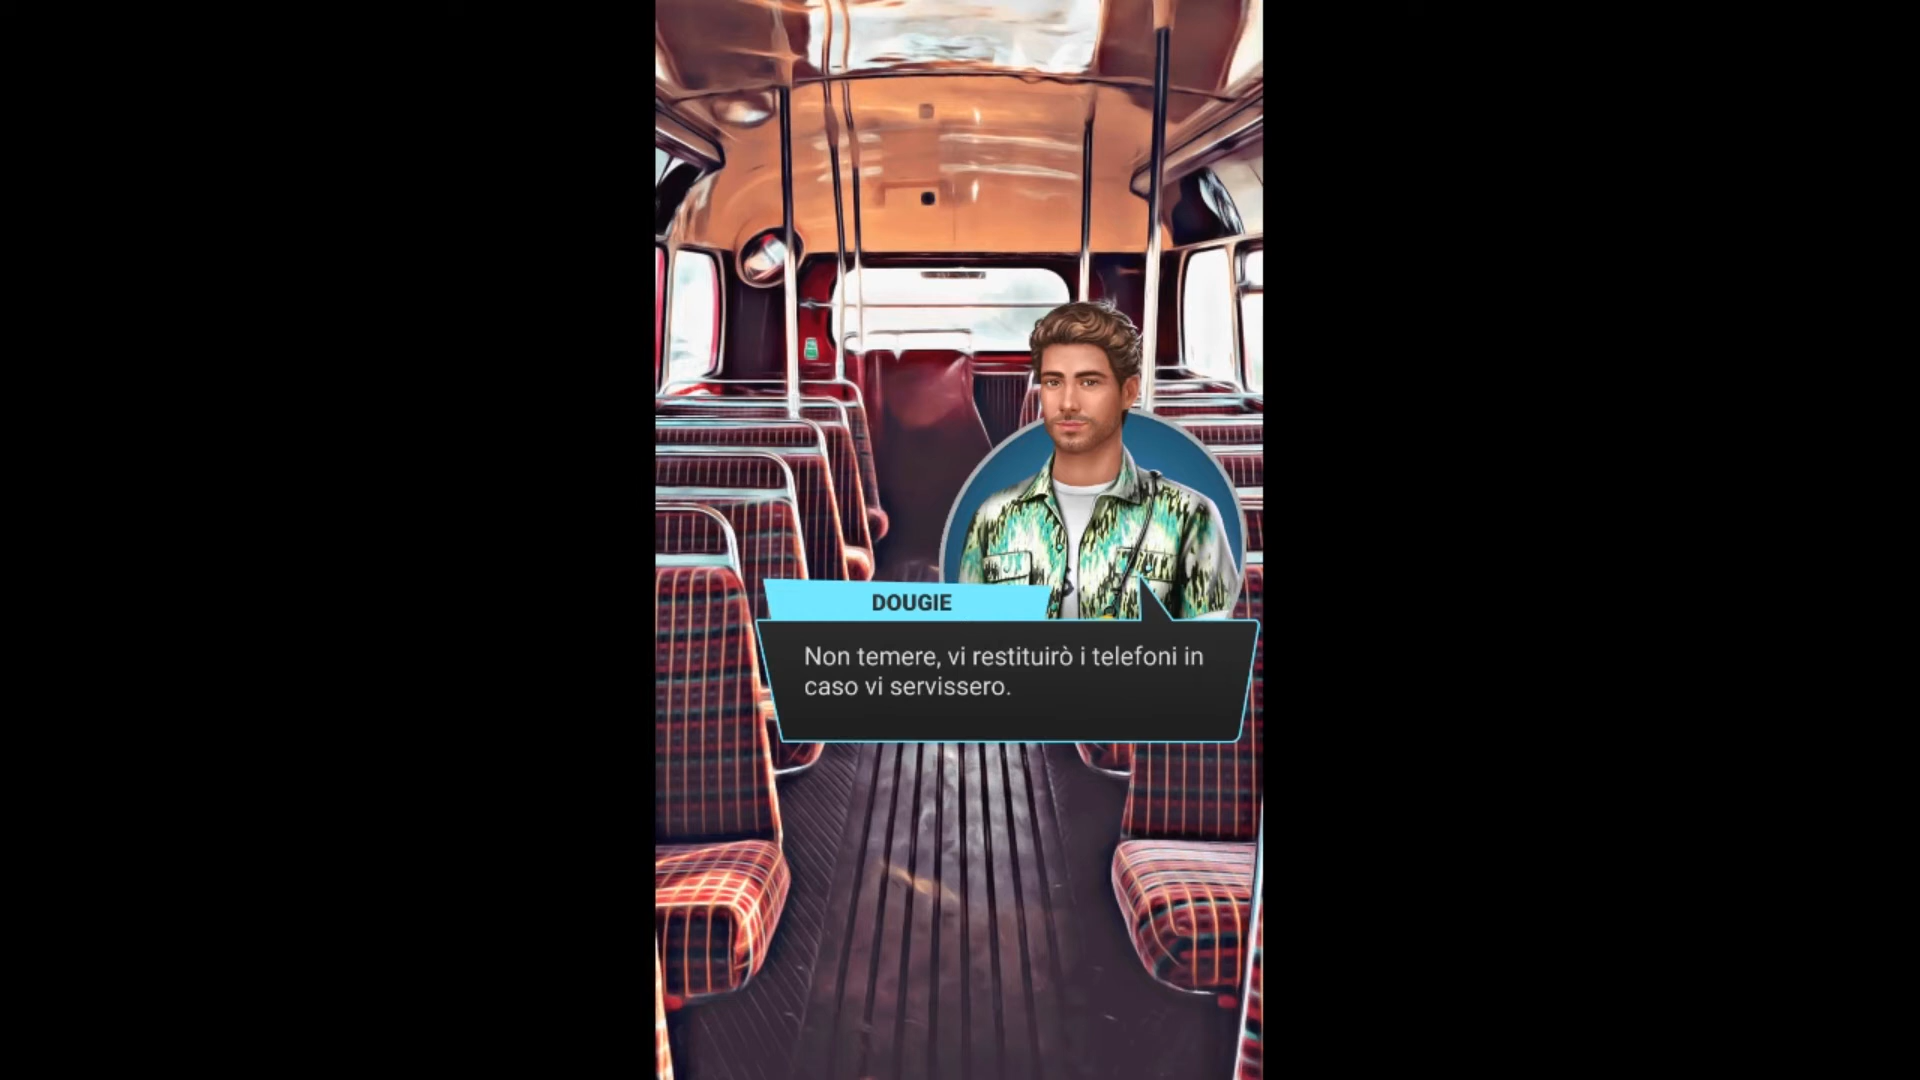 DOUGIE
Non temere, vi restituirò i telefoni in
caso vi servissero.